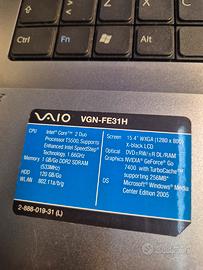 Fn
Alt
VAIO VGN-FE31H
CPU Intel® Core™ 2 Duo
Processor T5500, Supports
Enhanced Intel SpeedStep®
Technology, 1.66GHz
Memory 1 GB/Go DDR2 SDRAM
(533MHz)
HDD 120 GB/Go
WLAN 802.11a/b/g
Screen 15.4" WXGA (1280 x 800)
X-black LCD
Optical DVD±RW/±R DL/RAM
Graphics NVIDIA® GeForce® Go
7400, with TurboCache™
supporting 256MB*
OS Microsoft® Windows® Media
Center Edition 2005
2-888-019-31 (L)